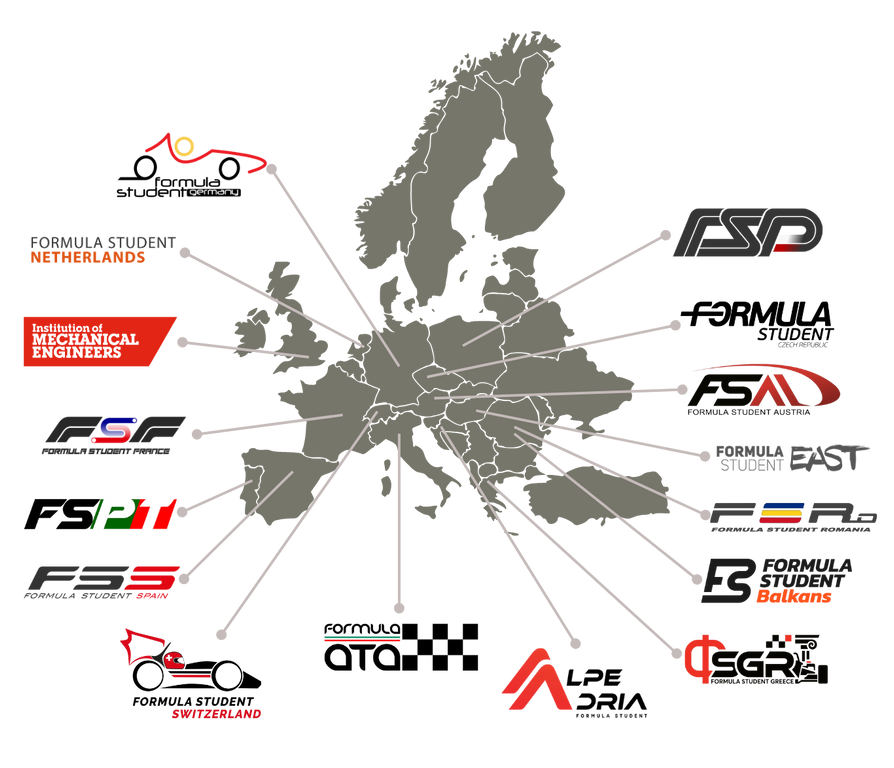 formula
student germany
FORMULA STUDENT
NETHERLANDS
Institution of
MECHANICAL
ENGINEERS
FSF
FORMULA STUDENT FRANCE
FS/PT
FSS
FORMULA STUDENT SPAIN
FORMULA STUDENT
SWITZERLAND
FORMULA
ATA
ALPE
ADRIA
FORMULA STUDENT
FSP
FORMULA
STUDENT
CZECH REPUBLIC
FSA
FORMULA STUDENT AUSTRIA
FORMULA
STUDENT EAST
FSRo
FORMULA STUDENT ROMANIA
FS
FORMULA
STUDENT
Balkans
ФSGR
FORMULA STUDENT GREECE